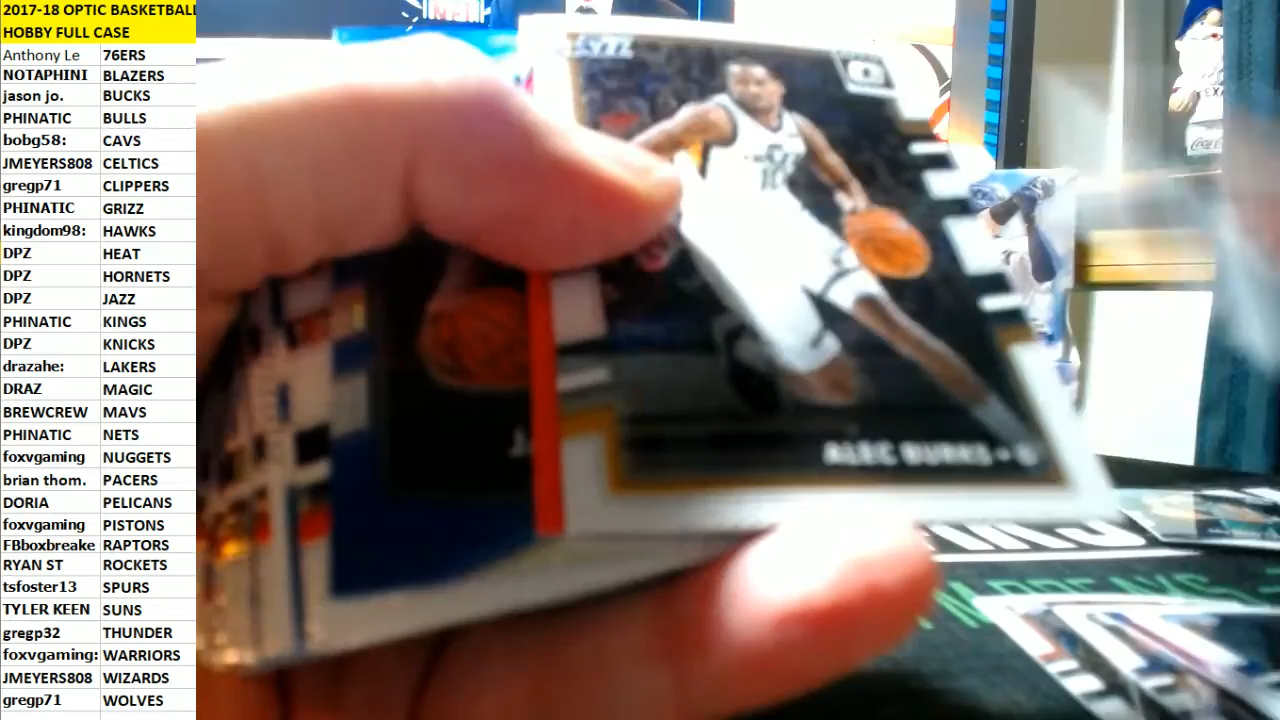 2017-18 OPTIC BASKETBALL
HOBBY FULL CASE
Anthony Le 76ERS
NOTAPHINI BLAZERS
jason jo. BUCKS
PHINATIC BULLS
bobg58: CAVS
JMEYERS808 CELTICS
gregp71 CLIPPERS
PHINATIC GRIZZ
kingdom98: HAWKS
DPZ HEAT
DPZ HORNETS
DPZ JAZZ
PHINATIC KINGS
DPZ KNICKS
drazahe: LAKERS
DRAZ MAGIC
BREWCREW MAVS
PHINATIC NETS
foxvgaming NUGGETS
brian thom. PACERS
DORIA PELICANS
foxvgaming PISTONS
FBboxbreake RAPTORS
RYAN ST ROCKETS
tsfoster13 SPURS
TYLER KEEN SUNS
gregp32 THUNDER
foxvgaming: WARRIORS
JMEYERS808 WIZARDS
gregp71 WOLVES
ALEC BURKS